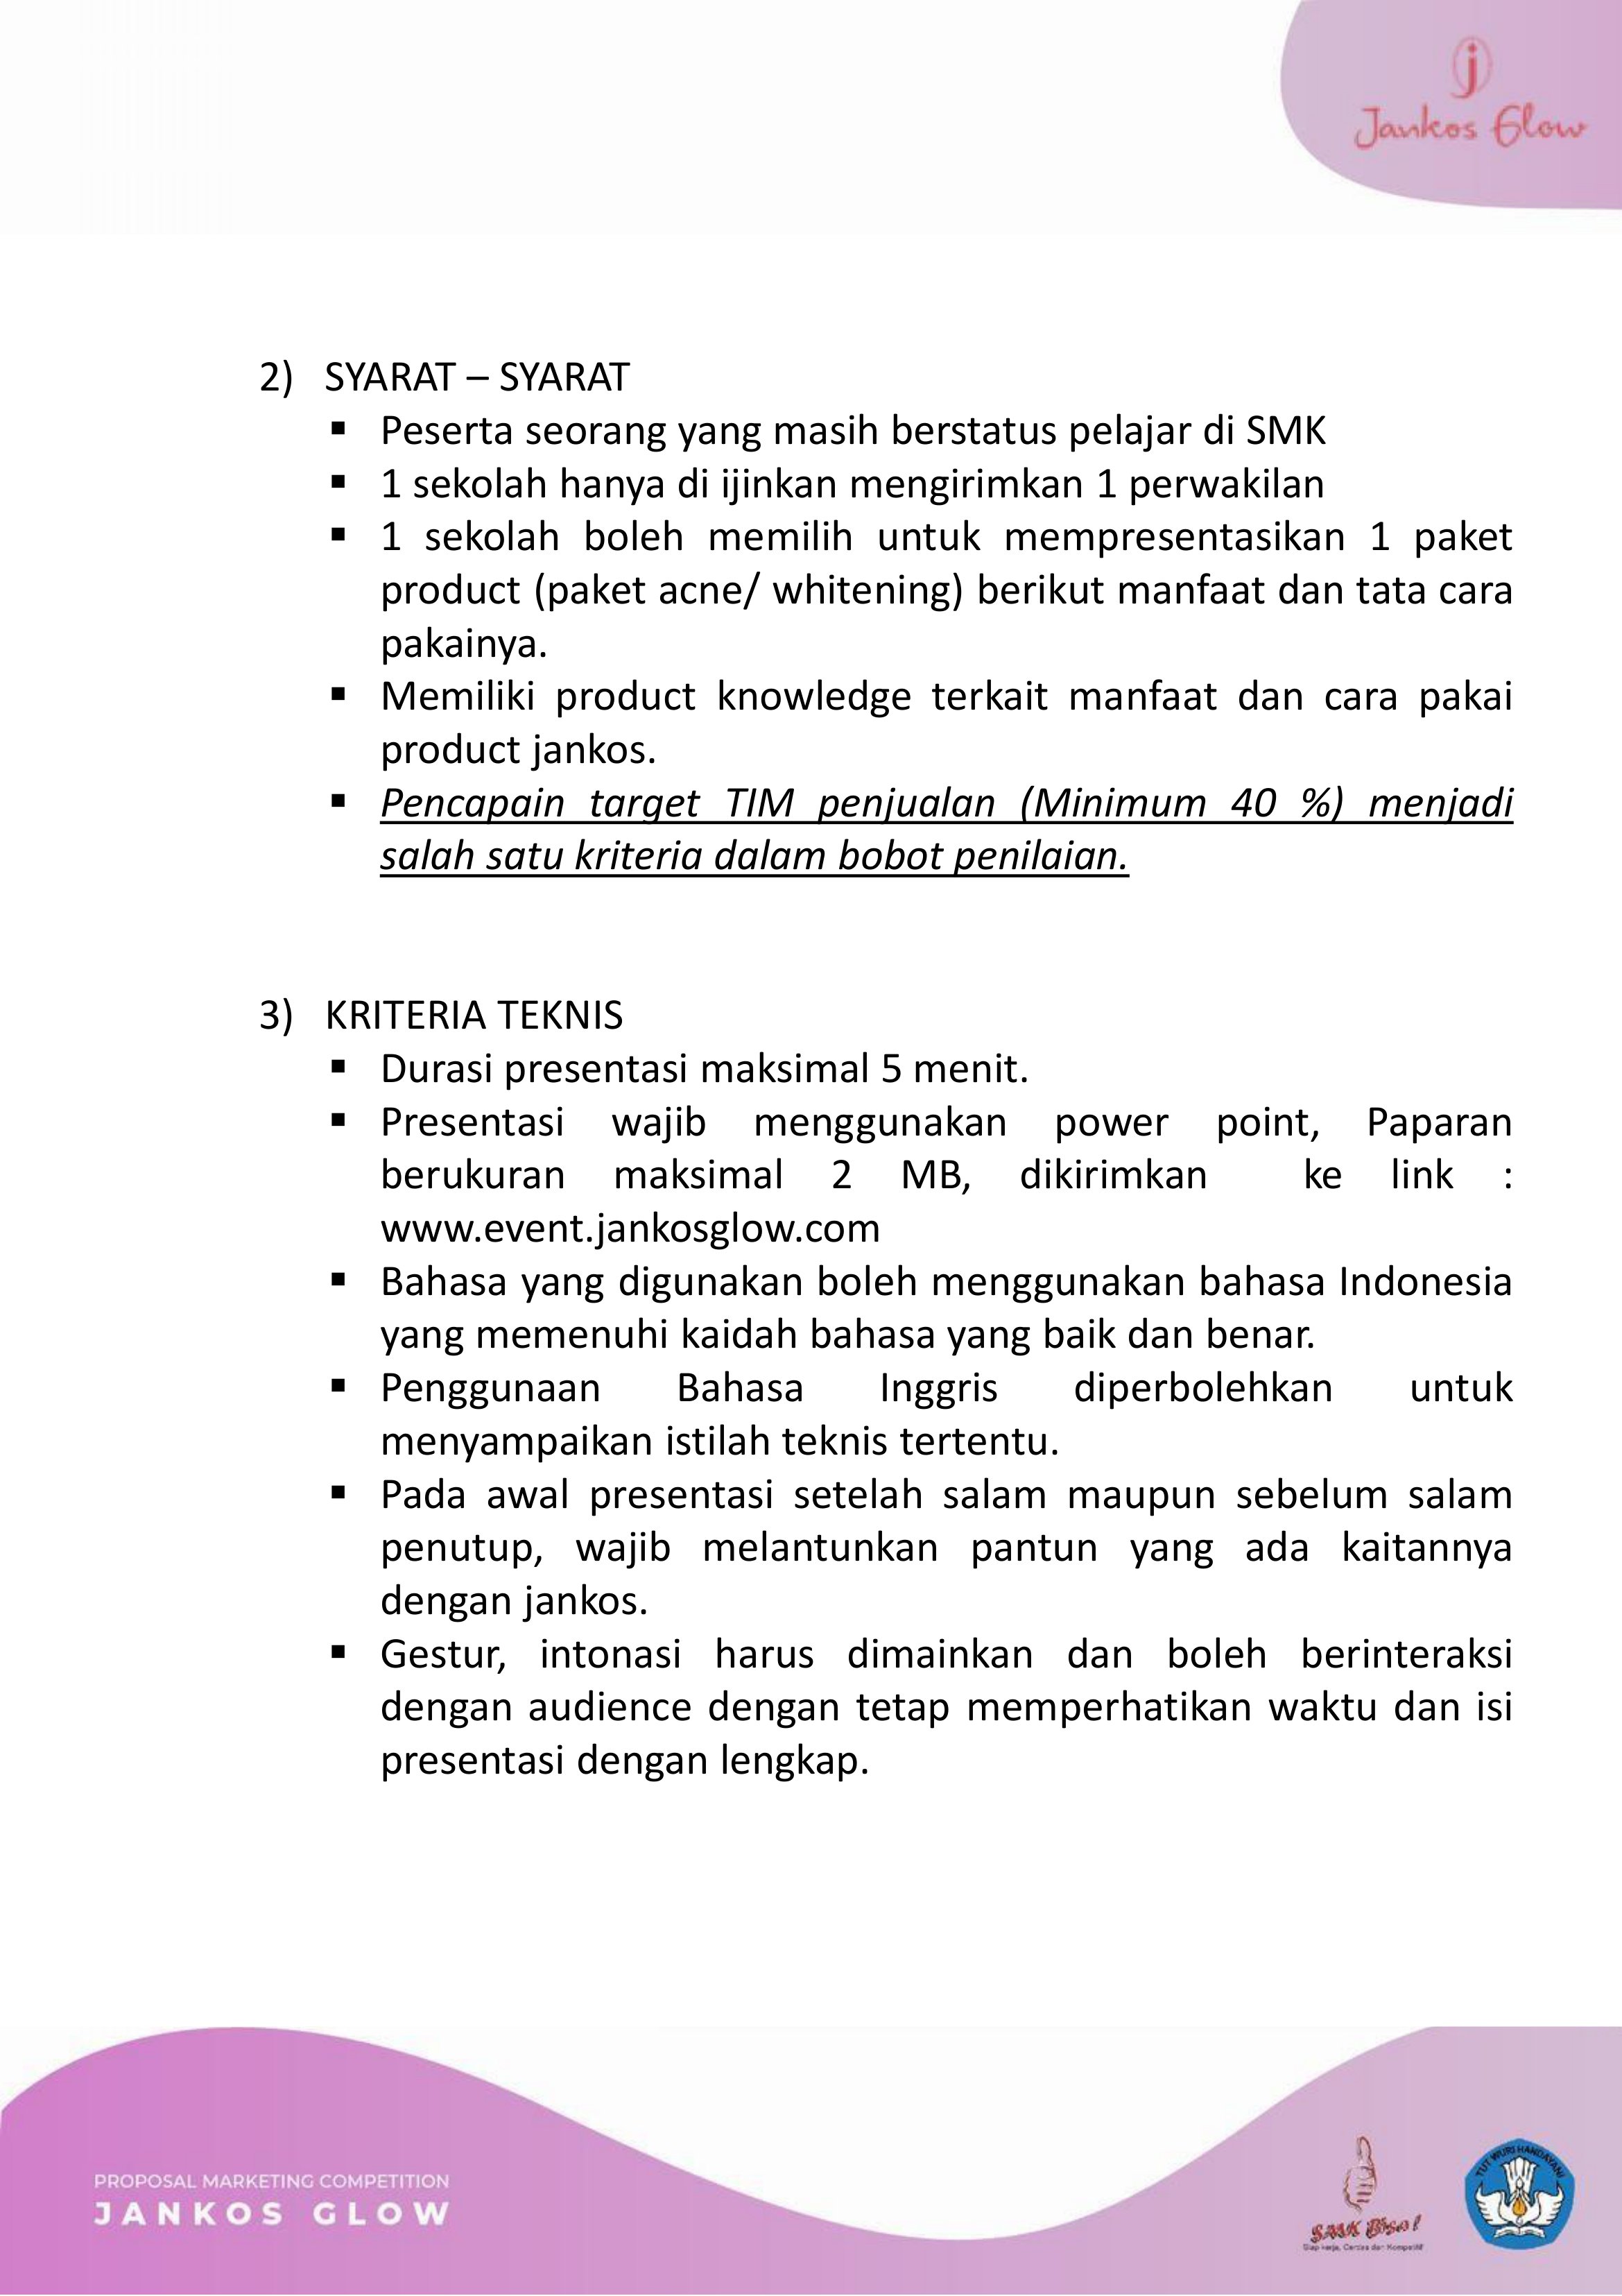 j
Jankos Glow
2) SYARAT – SYARAT
▪ Peserta seorang yang masih berstatus pelajar di SMK
▪ 1 sekolah hanya di ijinkan mengirimkan 1 perwakilan
▪ 1 sekolah boleh memilih untuk mempresentasikan 1 paket
product (paket acne/ whitening) berikut manfaat dan tata cara
pakainya.
▪ Memiliki product knowledge terkait manfaat dan cara pakai
product jankos.
▪ Pencapain target TIM penjualan (Minimum 40 %) menjadi
salah satu kriteria dalam bobot penilaian.
3) KRITERIA TEKNIS
▪ Durasi presentasi maksimal 5 menit.
▪ Presentasi wajib menggunakan power point, Paparan
berukuran maksimal 2 MB, dikirimkan ke link :
www.event.jankosglow.com
▪ Bahasa yang digunakan boleh menggunakan bahasa Indonesia
yang memenuhi kaidah bahasa yang baik dan benar.
▪ Penggunaan Bahasa Inggris diperbolehkan untuk
menyampaikan istilah teknis tertentu.
▪ Pada awal presentasi setelah salam maupun sebelum salam
penutup, wajib melantunkan pantun yang ada kaitannya
dengan jankos.
▪ Gestur, intonasi harus dimainkan dan boleh berinteraksi
dengan audience dengan tetap memperhatikan waktu dan isi
presentasi dengan lengkap.
PROPOSAL MARKETING COMPETITION
JANKOS GLOW
SMK Bisa!
Siap kerja, Cerdas dan Kompetitif
TUT WURI HANDAYANI